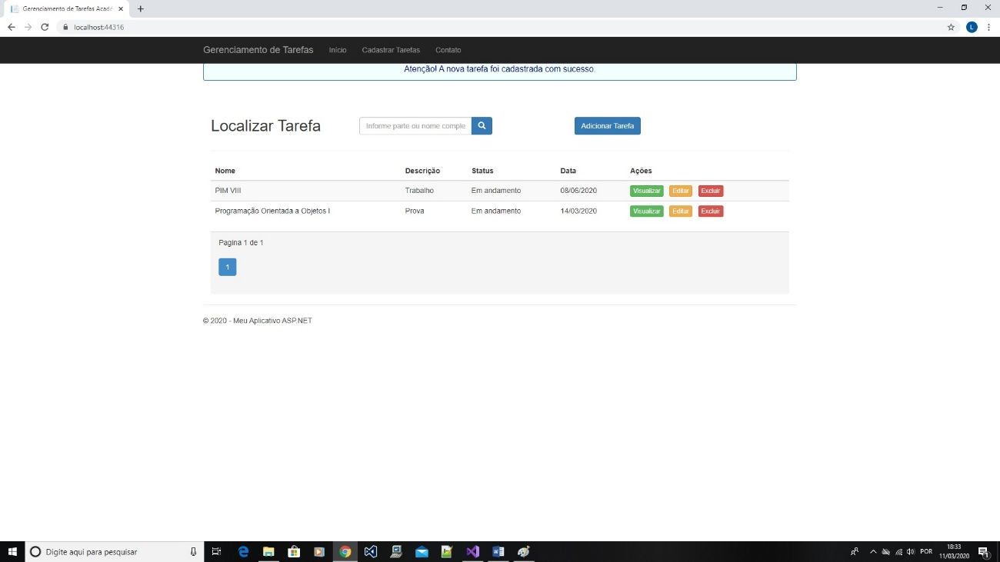 Gerenciamento de Tarefas Acadê
localhost:44316
L
Gerenciamento de Tarefas Início Cadastrar Tarefas Contato
Atenção! A nova tarefa foi cadastrada com sucesso.
Localizar Tarefa Informe parte ou nome comple Adicionar Tarefa
Nome Descrição Status Data Ações
PIM VIII Trabalho Em andamento 08/06/2020 Visualizar Editar Excluir
Programação Orientada a Objetos I Prova Em andamento 14/03/2020 Visualizar Editar Excluir
Pagina 1 de 1
1
© 2020 - Meu Aplicativo ASP.NET
Digite aqui para pesquisar
POR
18:33
11/03/2020
1